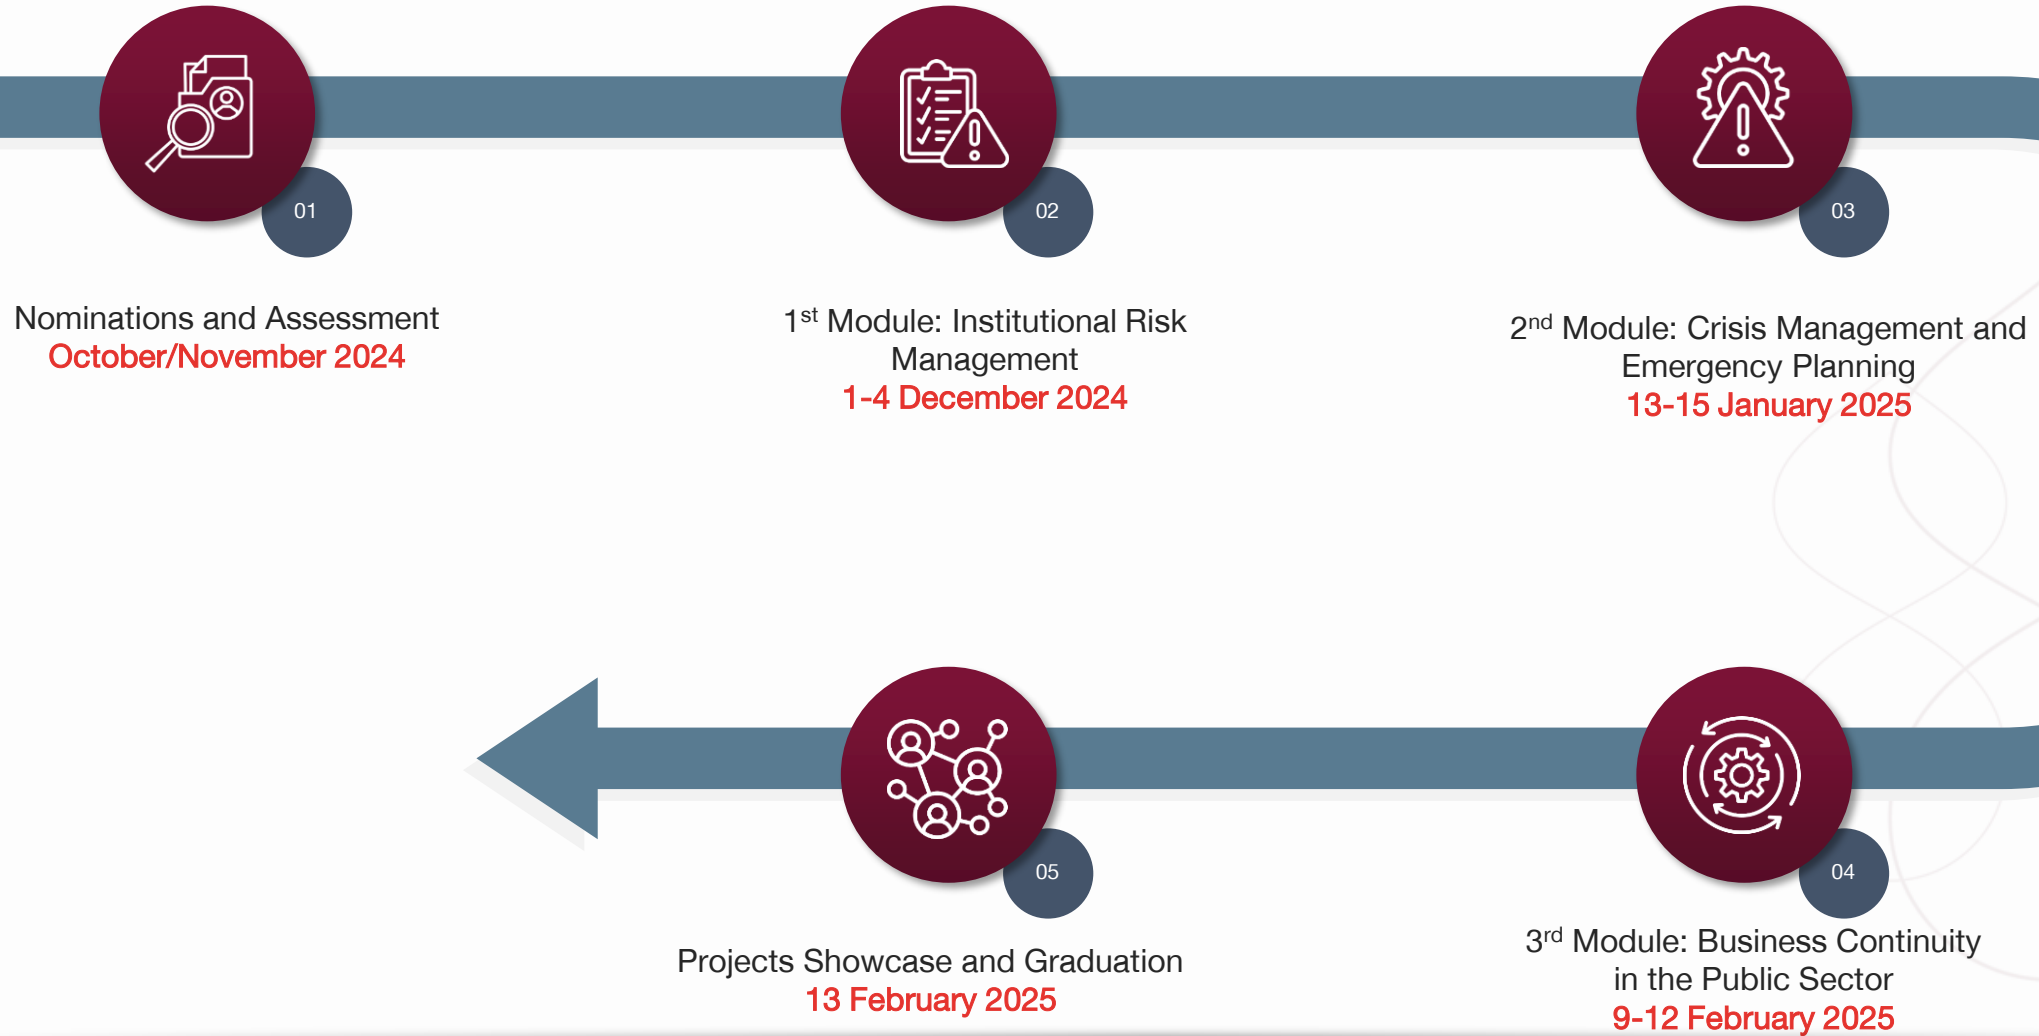 01
Nominations and Assessment
October/November 2024
02
1st Module: Institutional Risk
Management
1-4 December 2024
03
2nd Module: Crisis Management and
Emergency Planning
13-15 January 2025
04
3rd Module: Business Continuity
in the Public Sector
9-12 February 2025
05
Projects Showcase and Graduation
13 February 2025